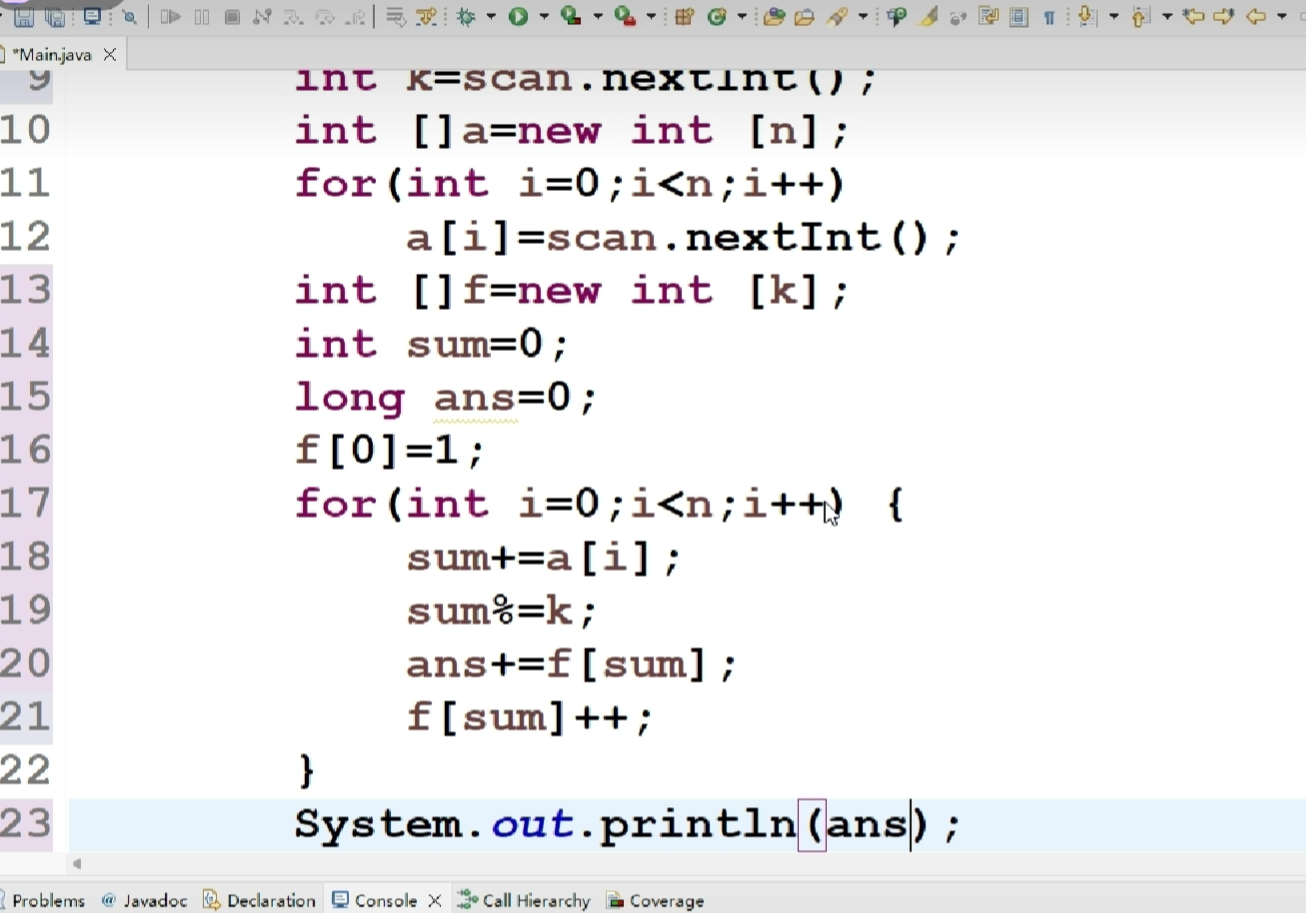 *Main.java
9 int k=scan.nextInt();
10 int []a=new int [n];
11 for(int i=0;i<n;i++)
12 a[i]=scan.nextInt();
13 int []f=new int [k];
14 int sum=0;
15 long ans=0;
16 f[0]=1;
17 for(int i=0;i<n;i++) {
18 sum+=a[i];
19 sum%=k;
20 ans+=f[sum];
21 f[sum]++;
22 }
23 System.out.println(ans);
Problems @ Javadoc Declaration Console Call Hierarchy Coverage